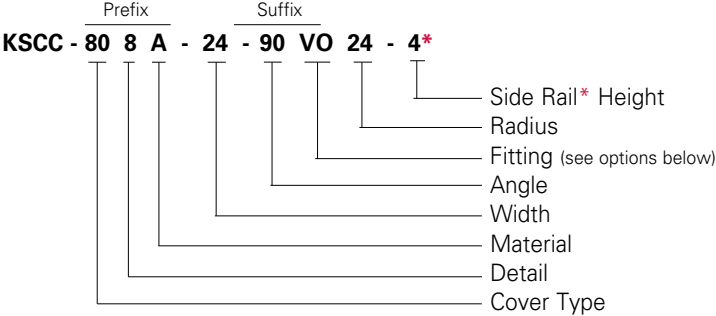 Prefix Suffix
KSCC - 80 8 A - 24 - 90 VO 24 - 4*
Side Rail* Height
Radius
Fitting (see options below)
Angle
Width
Material
Detail
Cover Type